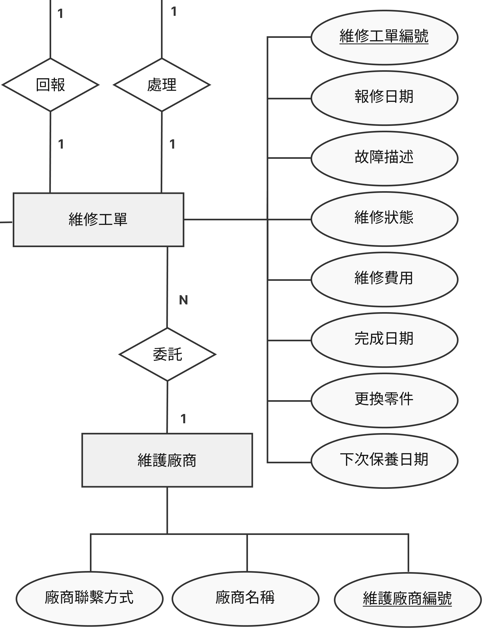 1
1
維修工單編號
回報
處理
報修日期
1
1
故障描述
維修工單
維修狀態
維修費用
N
完成日期
委託
更換零件
1
維護廠商
下次保養日期
廠商聯繫方式
廠商名稱
維護廠商編號